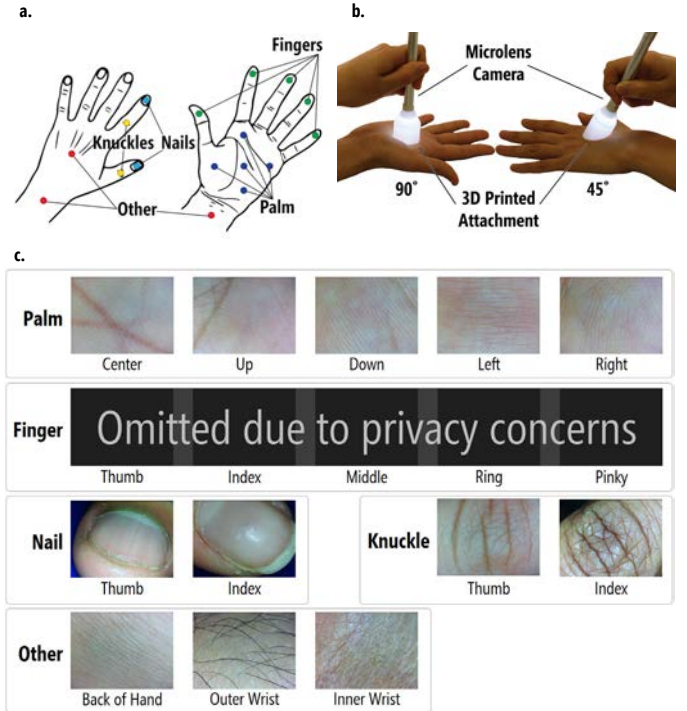 a.
Fingers
Knuckles Nails
Other
Palm
b.
Microlens
Camera
90°
3D Printed
Attachment
45°
c.
Palm
Center
Up
Down
Left
Right
Finger
Omitted due to privacy concerns
Thumb
Index
Middle
Ring
Pinky
Nail
Thumb
Index
Knuckle
Thumb
Index
Other
Back of Hand
Outer Wrist
Inner Wrist